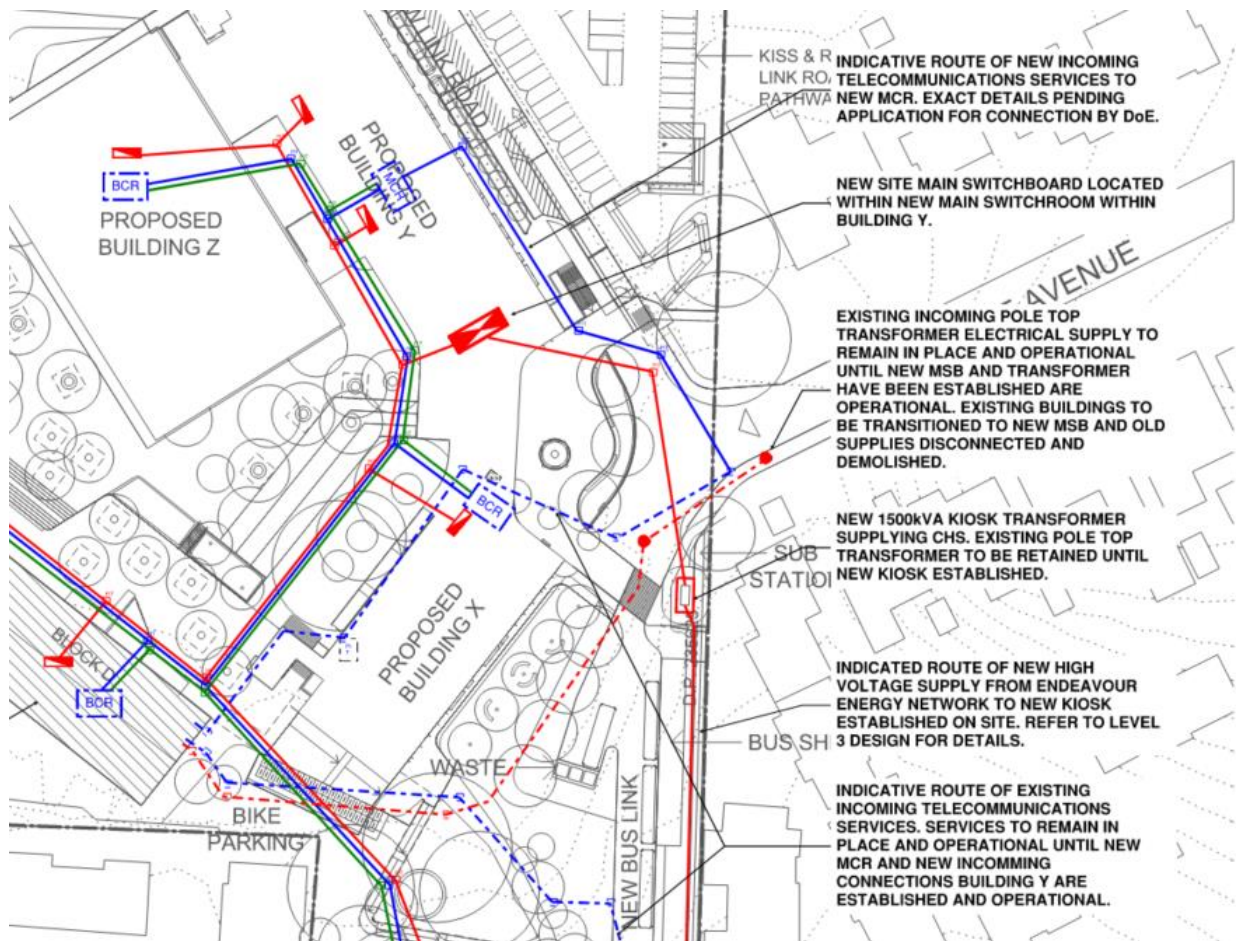 KISS & R
LINK ROA
PATHWA
INDICATIVE ROUTE OF NEW INCOMING
TELECOMMUNICATIONS SERVICES TO
NEW MCR. EXACT DETAILS PENDING
APPLICATION FOR CONNECTION BY DoE.
LINK ROAD
PROPOSED
BUILDING Y
MCR
BCR
PROPOSED
BUILDING Z
NEW SITE MAIN SWITCHBOARD LOCATED
WITHIN NEW MAIN SWITCHROOM WITHIN
BUILDING Y.
AVENUE
EXISTING INCOMING POLE TOP
TRANSFORMER ELECTRICAL SUPPLY TO
REMAIN IN PLACE AND OPERATIONAL
UNTIL NEW MSB AND TRANSFORMER
HAVE BEEN ESTABLISHED ARE
OPERATIONAL. EXISTING BUILDINGS TO
BE TRANSITIONED TO NEW MSB AND OLD
SUPPLIES DISCONNECTED AND
DEMOLISHED.
BCR
NEW 1500kVA KIOSK TRANSFORMER
SUPPLYING CHS. EXISTING POLE TOP
TRANSFORMER TO BE RETAINED UNTIL
NEW KIOSK ESTABLISHED.
SUB
STATION
PROPOSED
BUILDING X
BLOCK D
BCR
INDICATED ROUTE OF NEW HIGH
VOLTAGE SUPPLY FROM ENDEAVOUR
ENERGY NETWORK TO NEW KIOSK
ESTABLISHED ON SITE. REFER TO LEVEL
3 DESIGN FOR DETAILS.
BUS SH
WASTE
BIKE
PARKING
NEW BUS LINK
INDICATIVE ROUTE OF EXISTING
INCOMING TELECOMMUNICATIONS
SERVICES. SERVICES TO REMAIN IN
PLACE AND OPERATIONAL UNTIL NEW
MCR AND NEW INCOMMING
CONNECTIONS BUILDING Y ARE
ESTABLISHED AND OPERATIONAL.